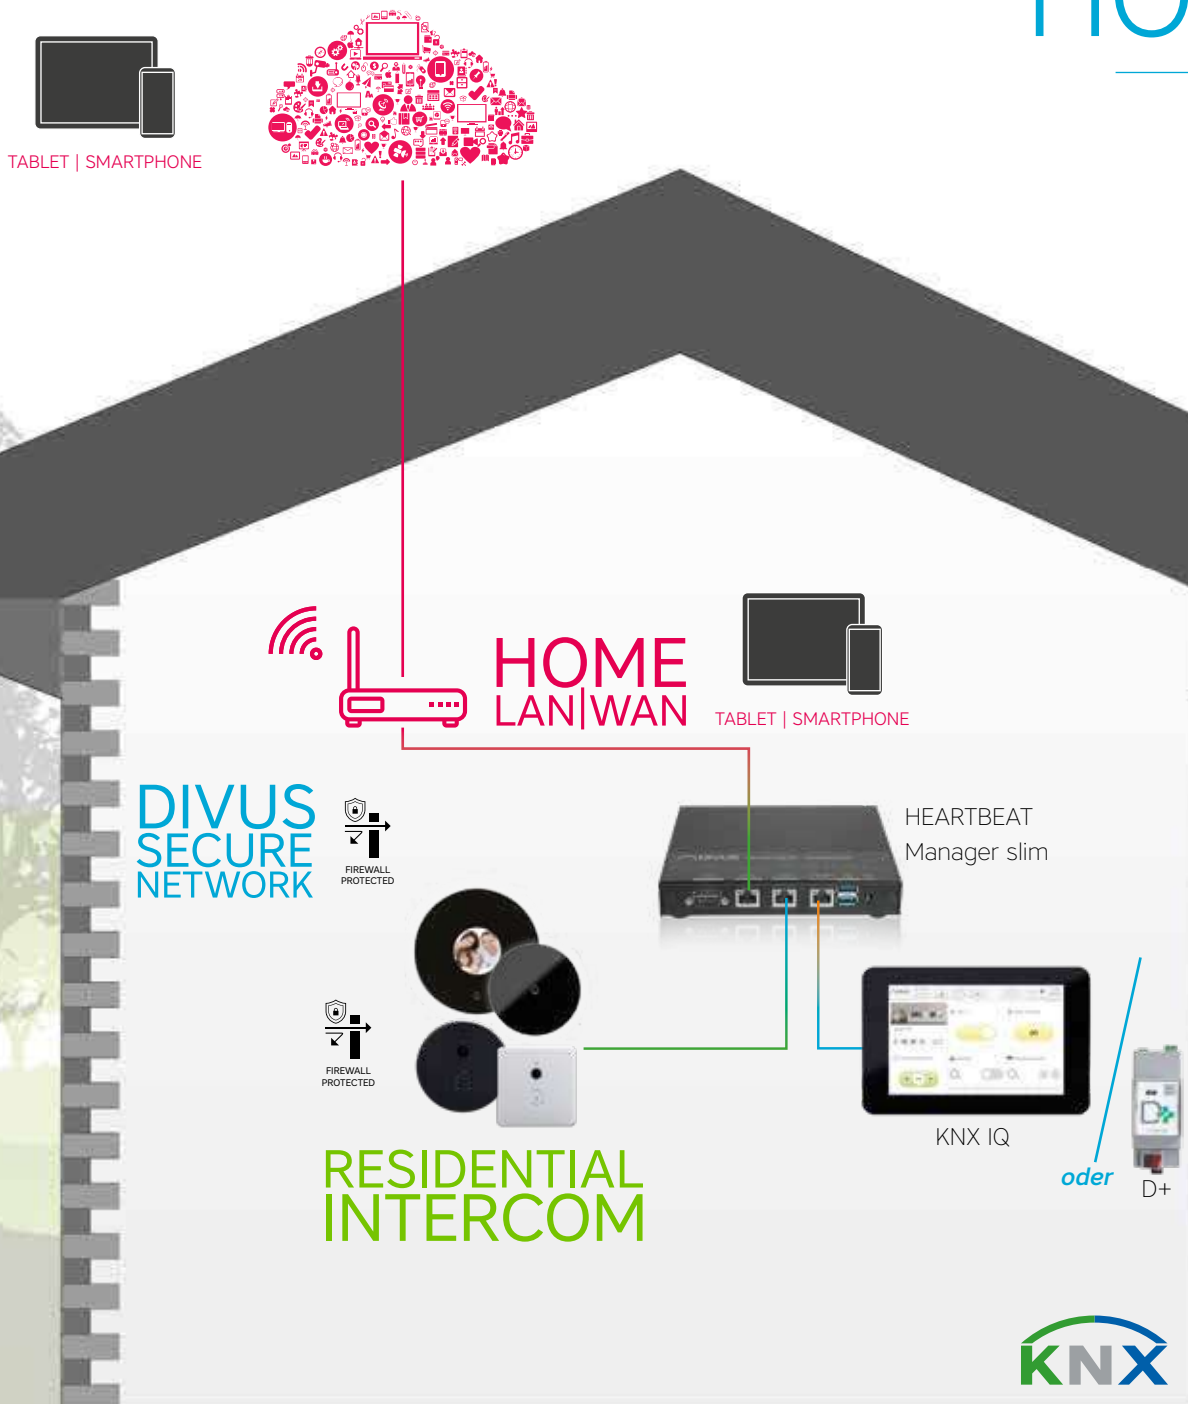 HO
TABLET | SMARTPHONE
HOME
LAN|WAN
TABLET | SMARTPHONE
DIVUS
SECURE
NETWORK
FIREWALL
PROTECTED
HEARTBEAT
Manager slim
FIREWALL
PROTECTED
KNX IQ
oder
D+
RESIDENTIAL
INTERCOM
KNX